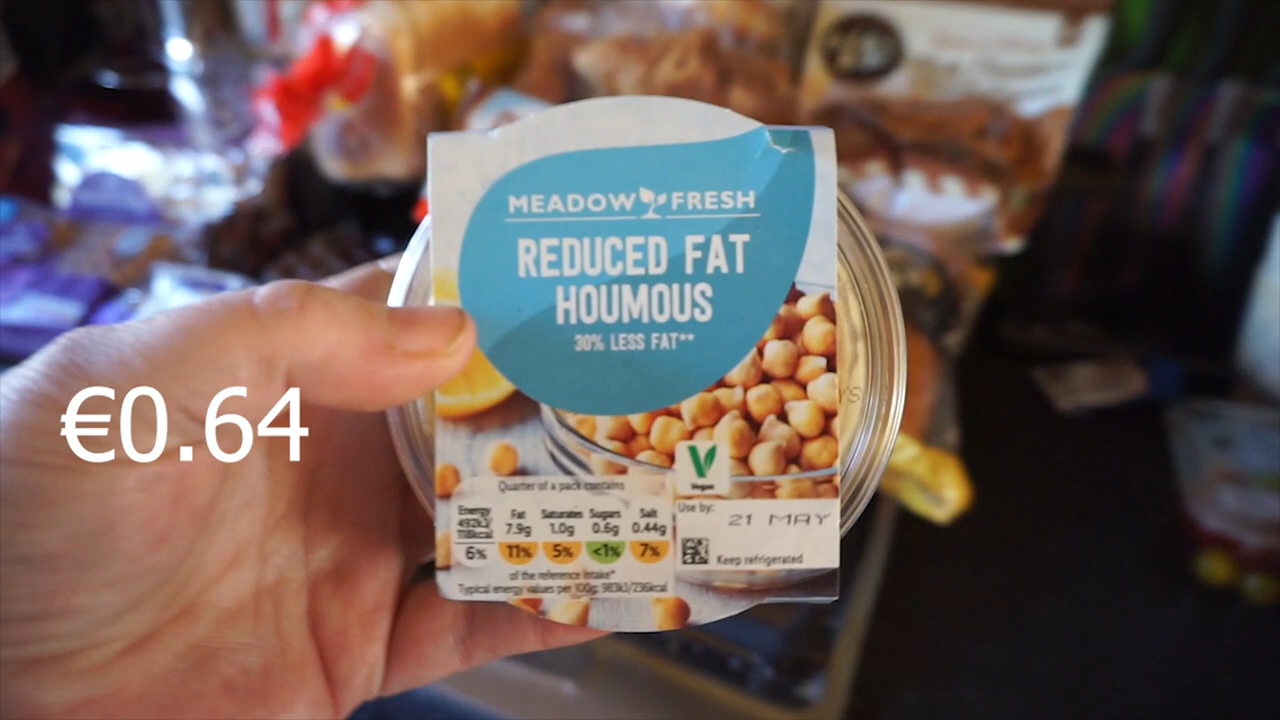 MEADOW FRESH
REDUCED FAT
HOUMOUS
30% LESS FAT**
€0.64
Vegan
Quarter of a pack contains
Energy
492kJ/
118kcal
6%
Fat
7.9g
11%
Saturates
1.0g
5%
Sugars
0.6g
<1%
Salt
0.44g
7%
of the reference intake*
Typical energy values per 100g: 983kJ/236kcal
Use by:
21 MAY
Keep refrigerated